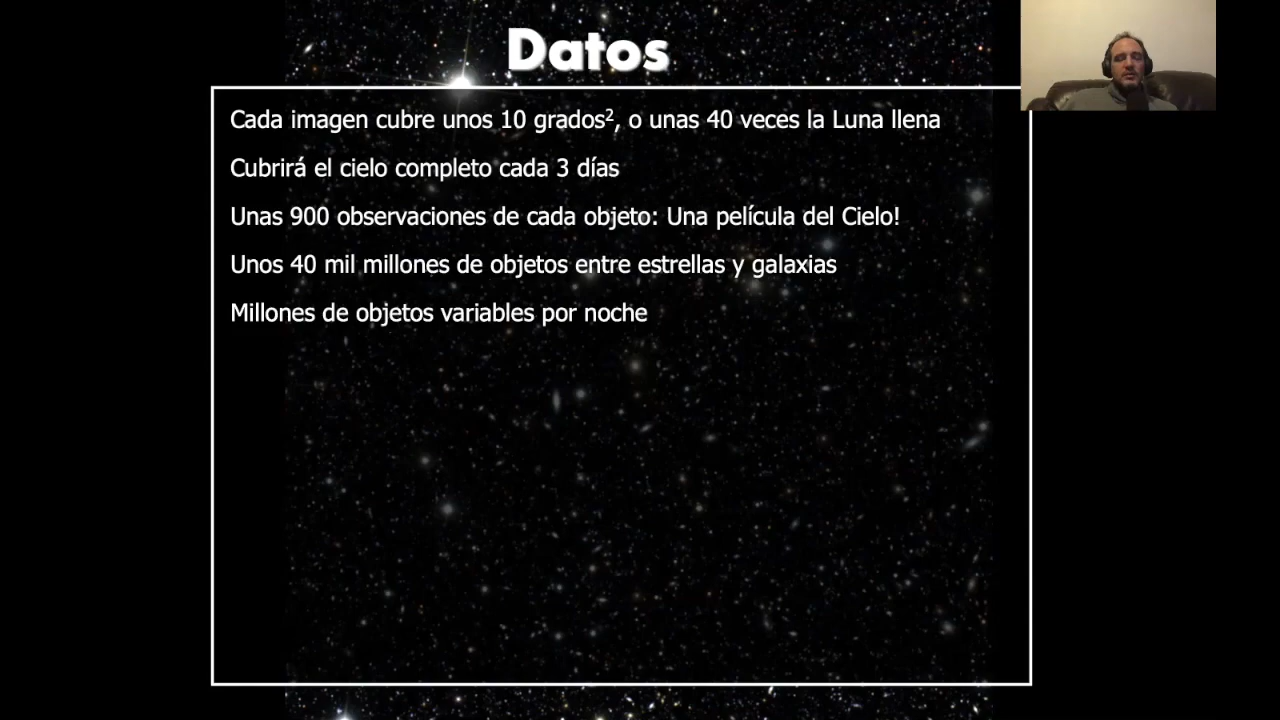 Datos
Cada imagen cubre unos 10 grados², o unas 40 veces la Luna llena
Cubrirá el cielo completo cada 3 días
Unas 900 observaciones de cada objeto: Una película del Cielo!
Unos 40 mil millones de objetos entre estrellas y galaxias
Millones de objetos variables por noche